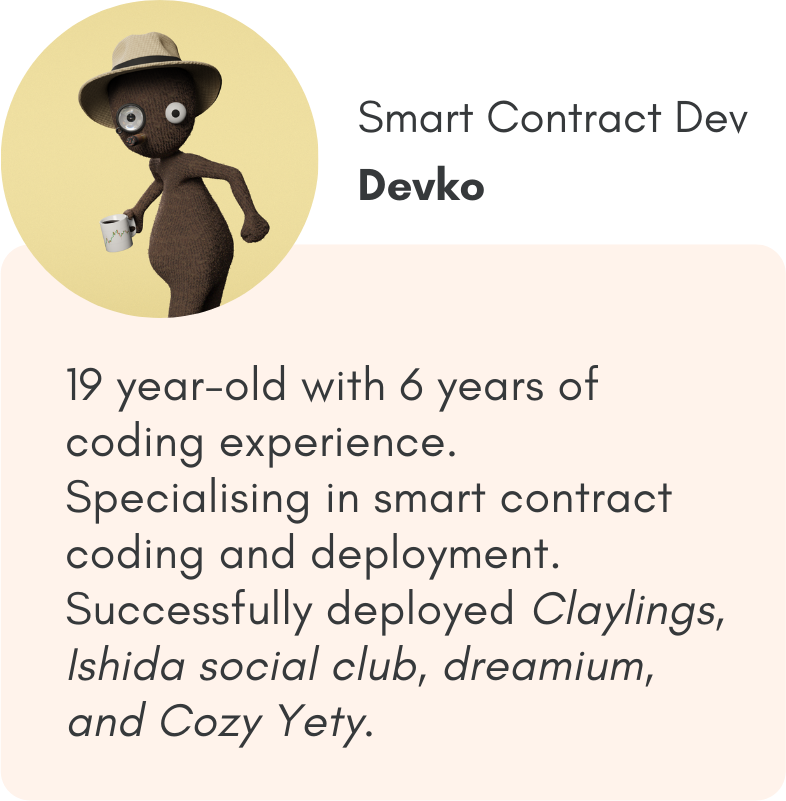 Smart Contract Dev
Devko
19 year-old with 6 years of
coding experience.
Specialising in smart contract
coding and deployment.
Successfully deployed Claylings,
Ishida social club, dreamium,
and Cozy Yety.